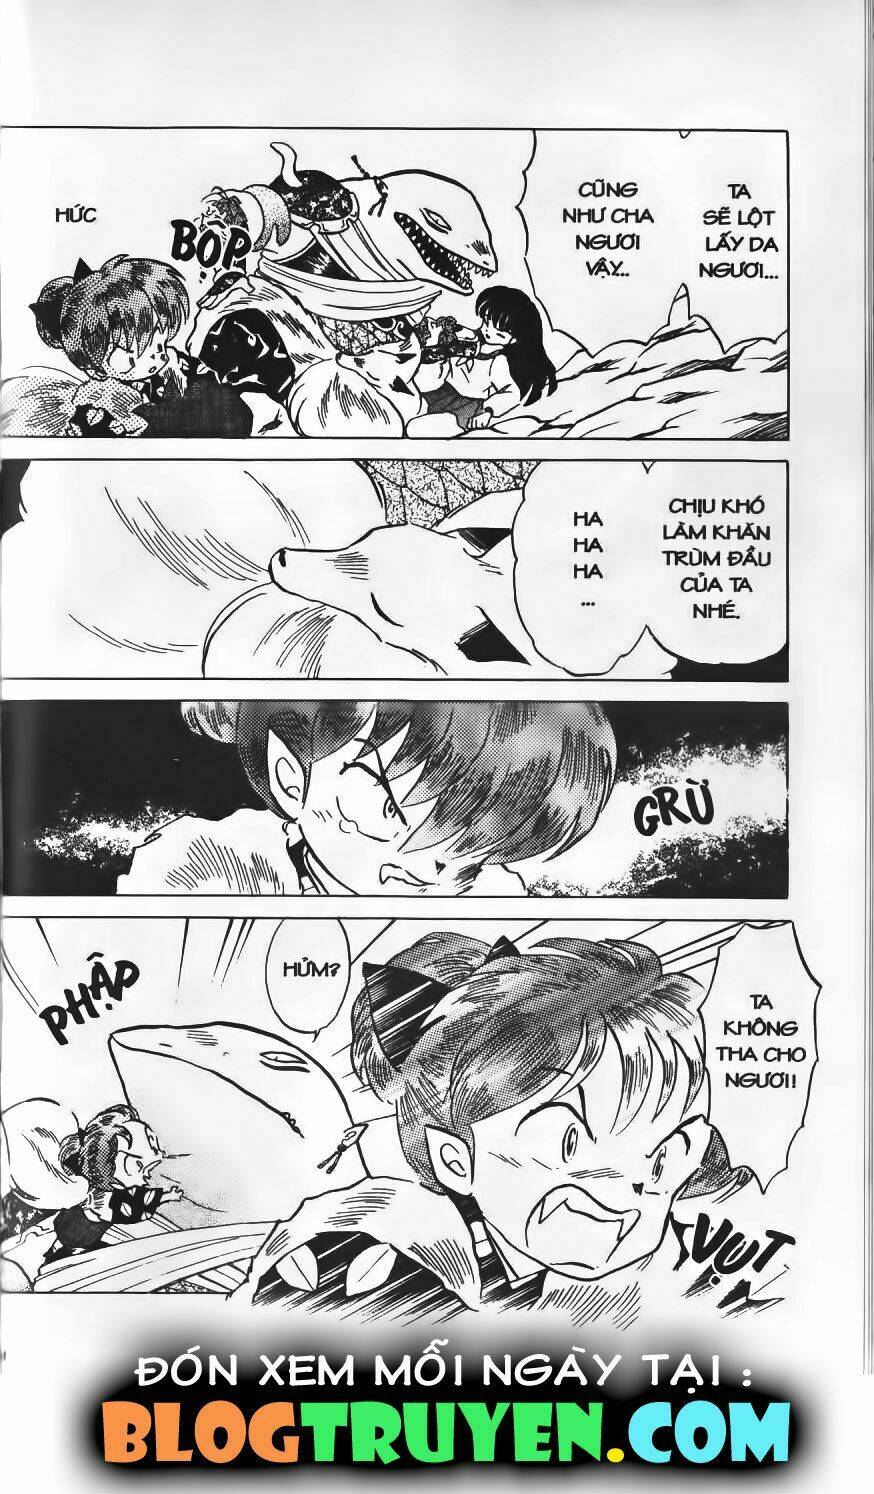 TA
SẼ LỘT
LẤY DA
NGƯƠI...
CŨNG
NHƯ CHA
NGƯƠI
VẬY...
BỘP
HỨC
CHỊU KHÓ
LÀM KHĂN
TRÙM ĐẦU
CỦA TA
NHÉ.
HA
HA
HA
...
GRỪ
TA
KHÔNG
THA CHO
NGƯƠI!
HỬM?
PHẬP
VỤT
ĐÓN XEM MỖI NGÀY TẠI :
BLOGTRUYEN.COM